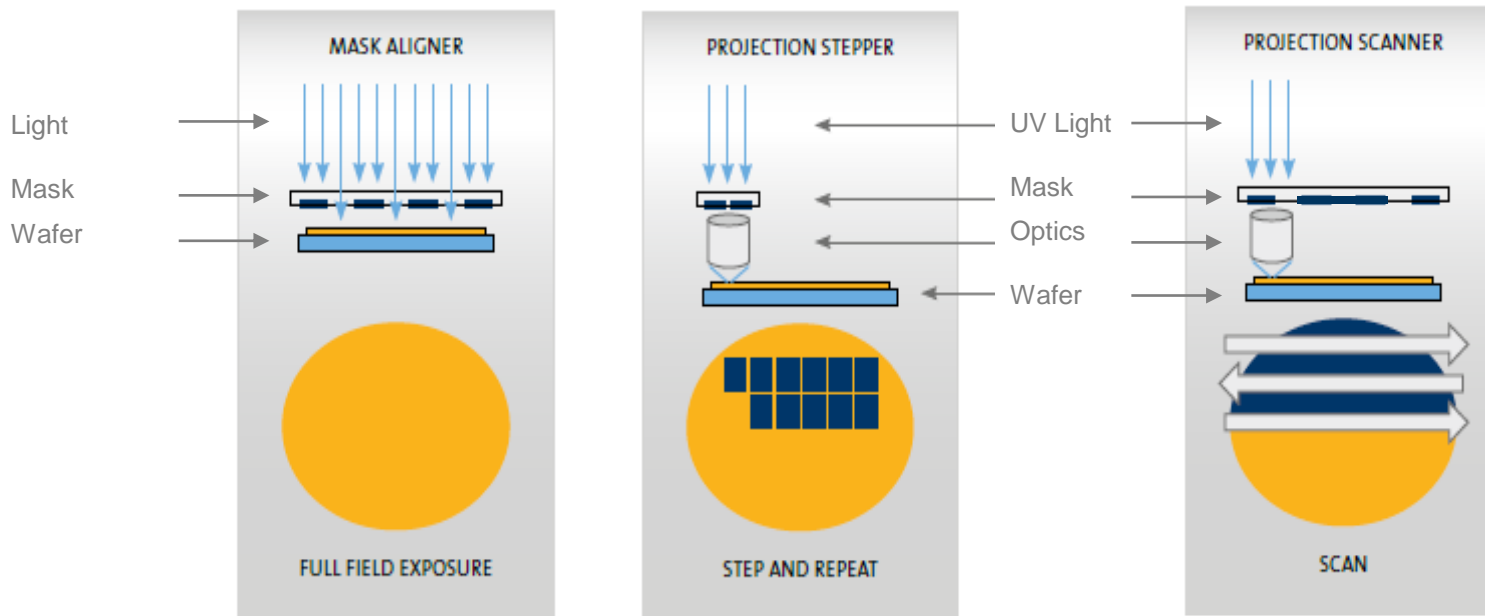 MASK ALIGNER
PROJECTION STEPPER
PROJECTION SCANNER
Light
UV Light
Mask
Mask
Wafer
Optics
Wafer
FULL FIELD EXPOSURE
STEP AND REPEAT
SCAN